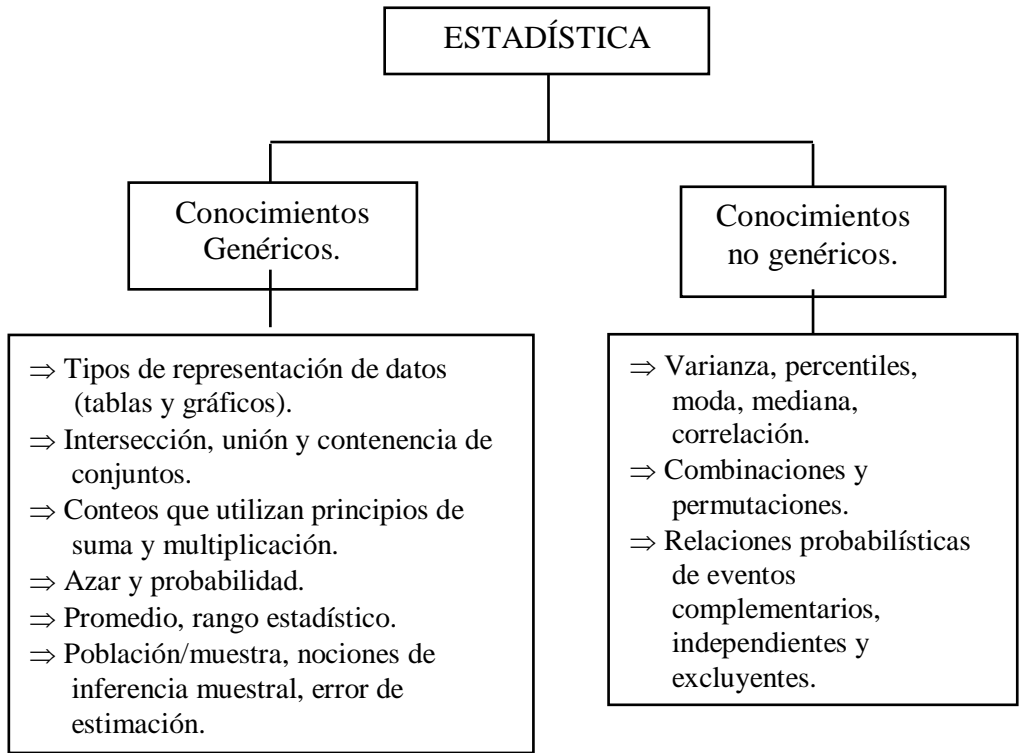 ESTADÍSTICA
Conocimientos
Genéricos.
⇒ Tipos de representación de datos
(tablas y gráficos).
⇒ Intersección, unión y contenencia de
conjuntos.
⇒ Conteos que utilizan principios de
suma y multiplicación.
⇒ Azar y probabilidad.
⇒ Promedio, rango estadístico.
⇒ Población/muestra, nociones de
inferencia muestral, error de
estimación.
Conocimientos
no genéricos.
⇒ Varianza, percentiles,
moda, mediana,
correlación.
⇒ Combinaciones y
permutaciones.
⇒ Relaciones probabilísticas
de eventos
complementarios,
independientes y
excluyentes.